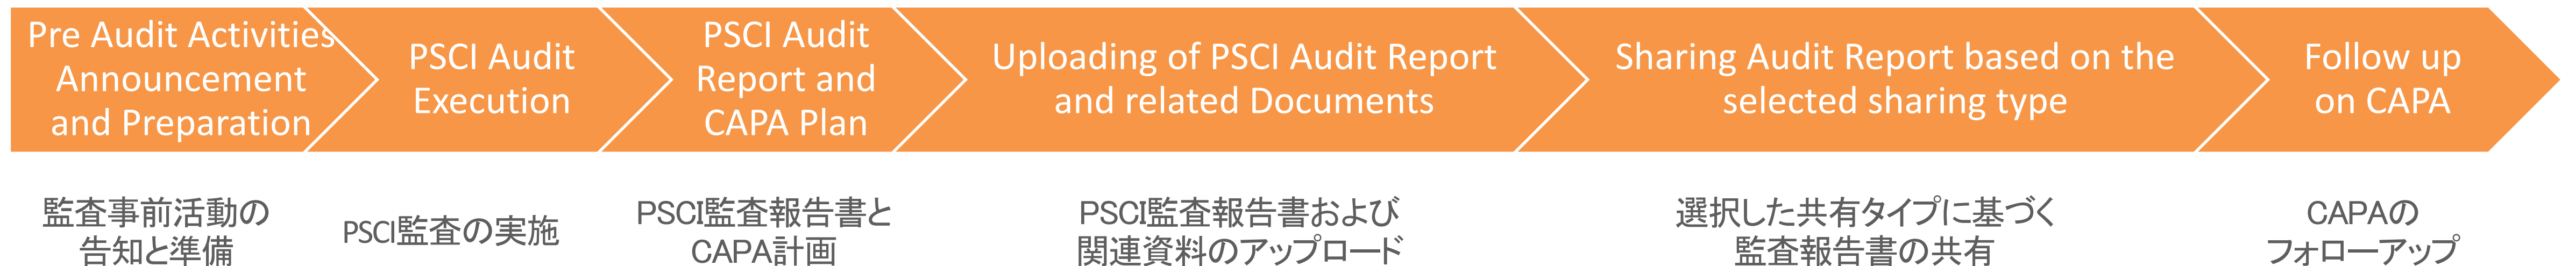 Pre Audit Activities
Announcement
and Preparation
PSCI Audit
Execution
PSCI Audit
Report and
CAPA Plan
Uploading of PSCI Audit Report
and related Documents
Sharing Audit Report based on the
selected sharing type
Follow up
on CAPA
監査事前活動の
告知と準備
PSCI監査の実施
PSCI監査報告書と
CAPA計画
PSCI監査報告書および
関連資料のアップロード
選択した共有タイプに基づく
監査報告書の共有
CAPAの
フォローアップ